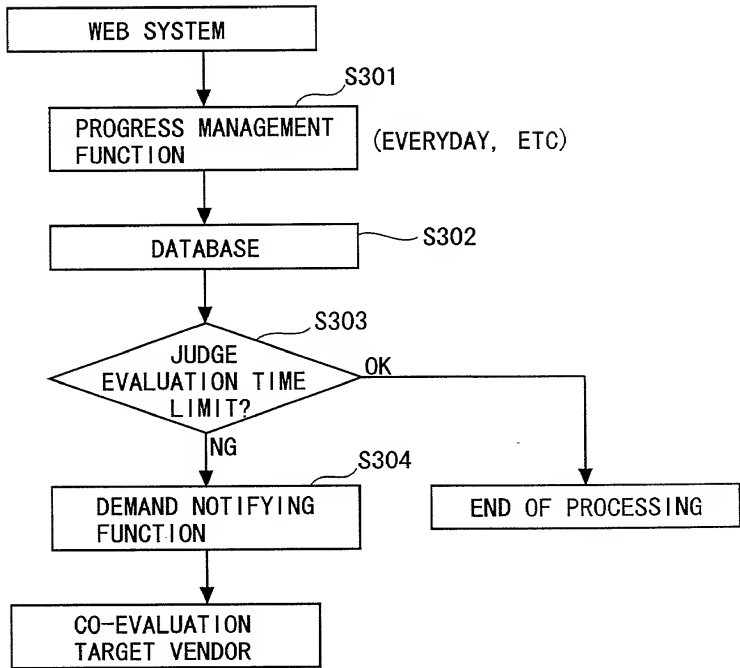 WEB SYSTEM
S301
PROGRESS MANAGEMENT
FUNCTION
(EVERYDAY, ETC)
DATABASE
S302
S303
JUDGE
EVALUATION TIME
LIMIT?
OK
NG
S304
DEMAND NOTIFYING
FUNCTION
END OF PROCESSING
CO-EVALUATION
TARGET VENDOR